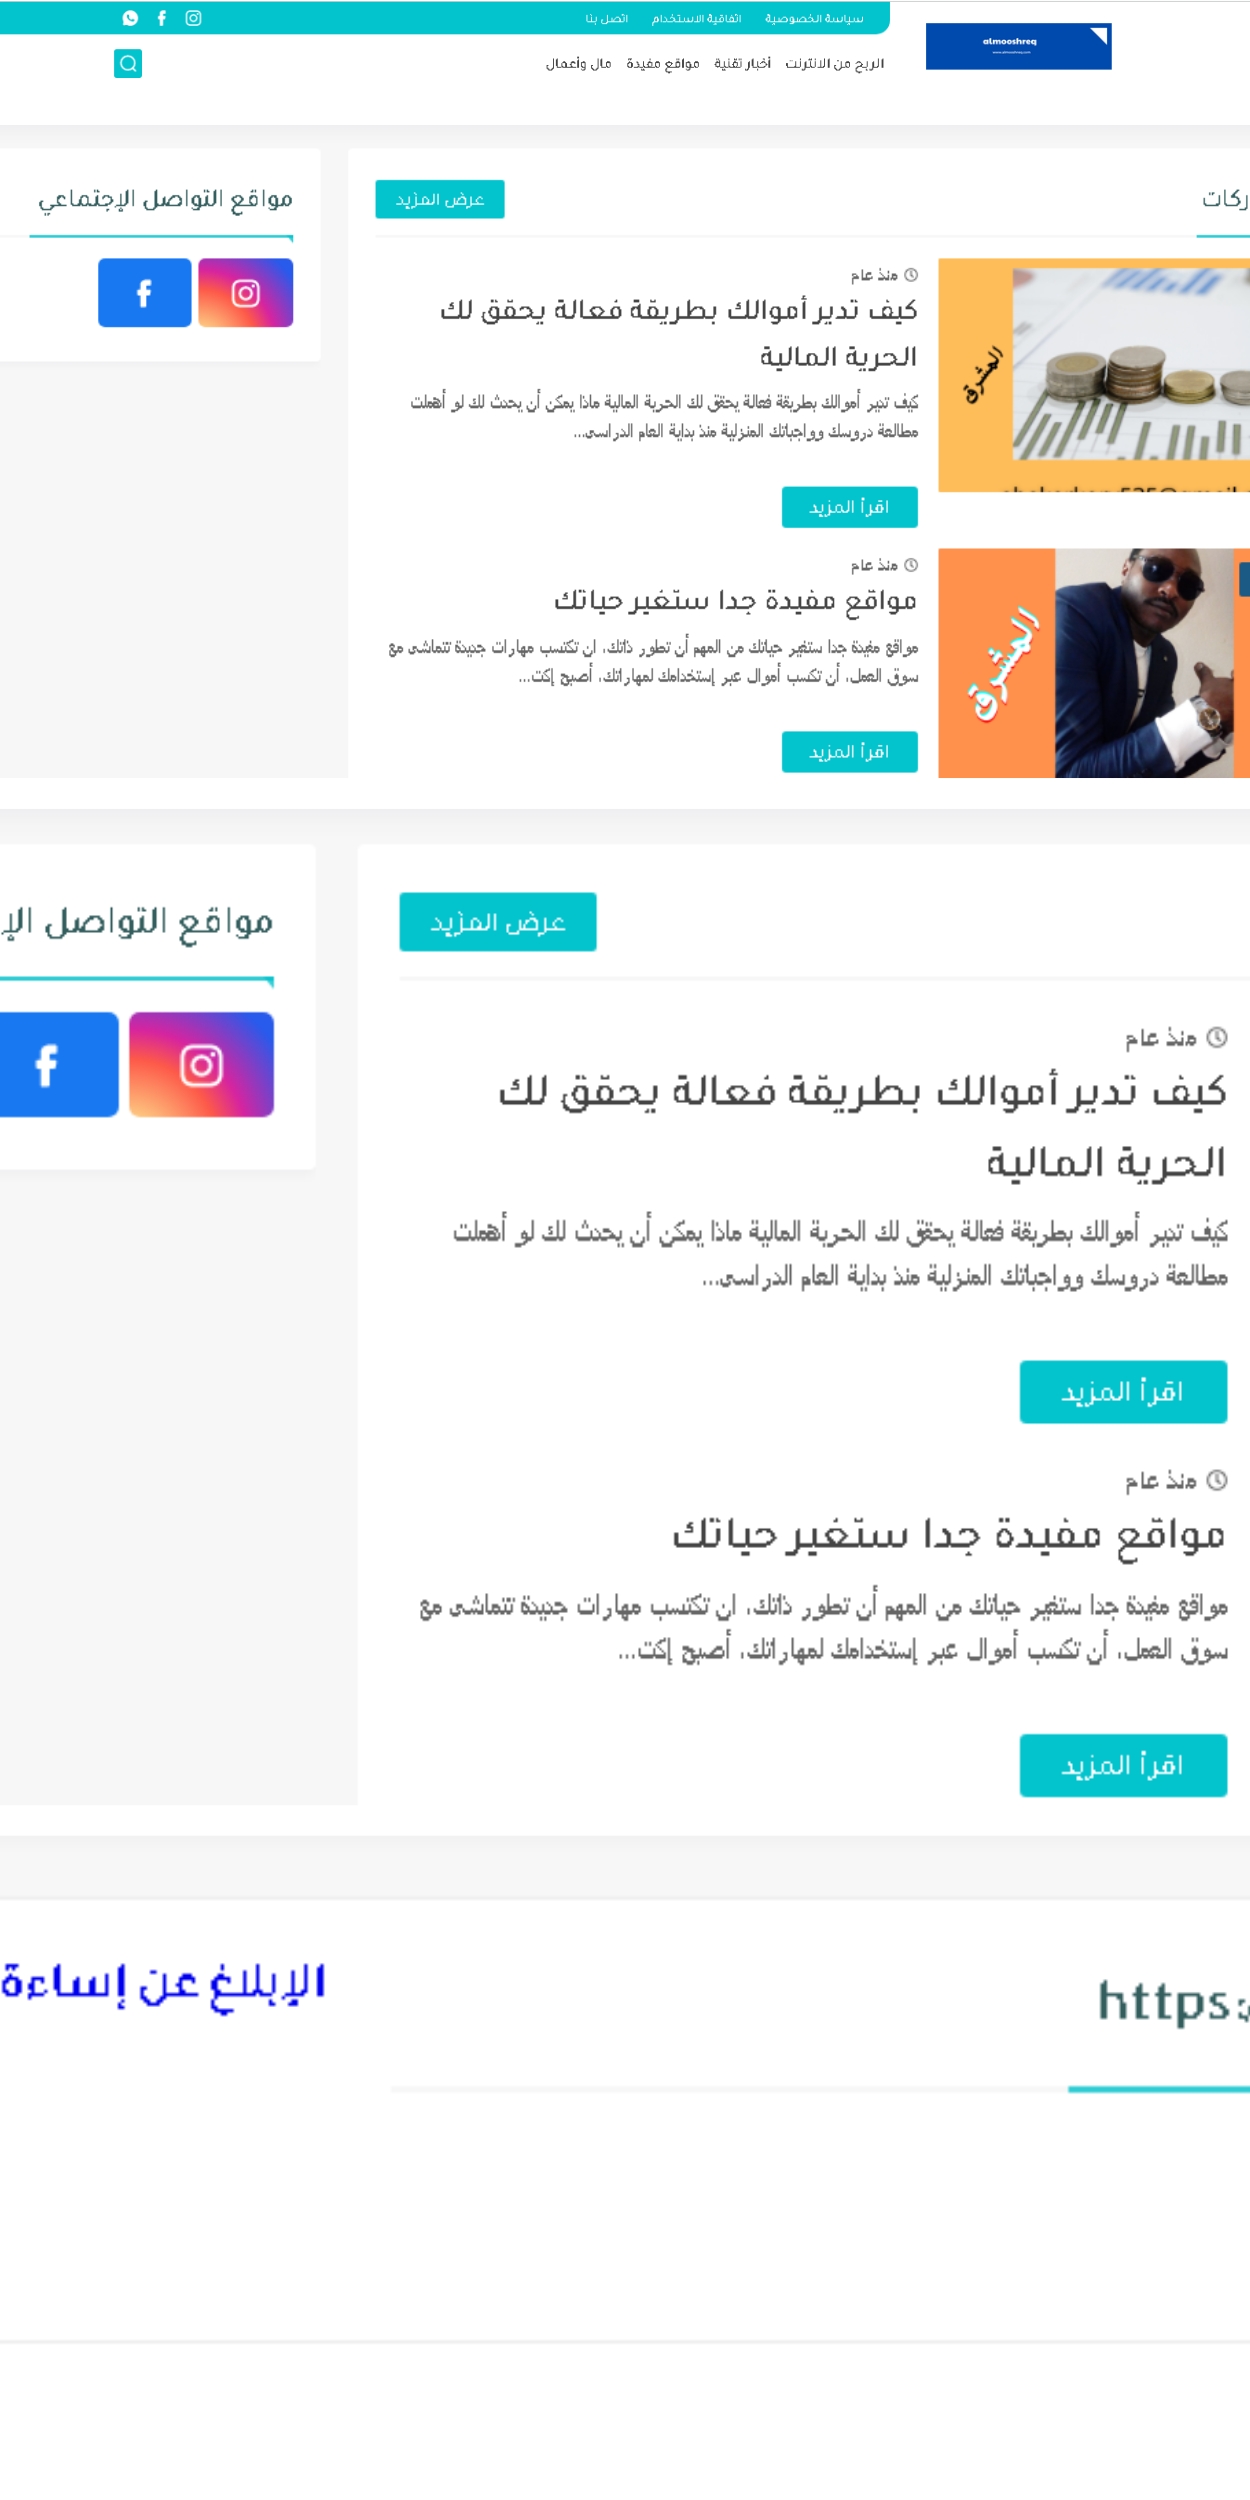 سياسة الخصوصية اتفاقية الاستخدام اتصل بنا
almooshreq
الربح من الانترنت أخبار تقنية مواقع مفيدة مال وأعمال
عرض المزيد
مواقع التواصل الإجتماعي
منذ عام
كيف تدير أموالك بطريقة فعالة يحقق لك
الحرية المالية
كيف تدير أموالك بطريقة فعالة يحقق لك الحرية المالية ماذا يمكن أن يحدث لك لو أهملت
مطالعة دروسك وواجباتك المنزلية منذ بداية العام الدراسي...
اقرأ المزيد
المشرق
منذ عام
مواقع مفيدة جدا ستغير حياتك
مواقع مفيدة جدا ستغير حياتك من المهم أن تطور ذاتك، ان تكتسب مهارات جديدة تتماشى مع
سوق العمل، أن تكسب أموال عبر إستخدامك لمهاراتك، أصبح إكت...
اقرأ المزيد
المشرق
عرض المزيد
مواقع التواصل الإ
منذ عام
كيف تدير أموالك بطريقة فعالة يحقق لك
الحرية المالية
كيف تدير أموالك بطريقة فعالة يحقق لك الحرية المالية ماذا يمكن أن يحدث لك لو أهملت
مطالعة دروسك وواجباتك المنزلية منذ بداية العام الدراسي...
اقرأ المزيد
منذ عام
مواقع مفيدة جدا ستغير حياتك
مواقع مفيدة جدا ستغير حياتك من المهم أن تطور ذاتك، ان تكتسب مهارات جديدة تتماشى مع
سوق العمل، أن تكسب أموال عبر إستخدامك لمهاراتك، أصبح إكت...
اقرأ المزيد
https:
الإبلاغ عن إساءة